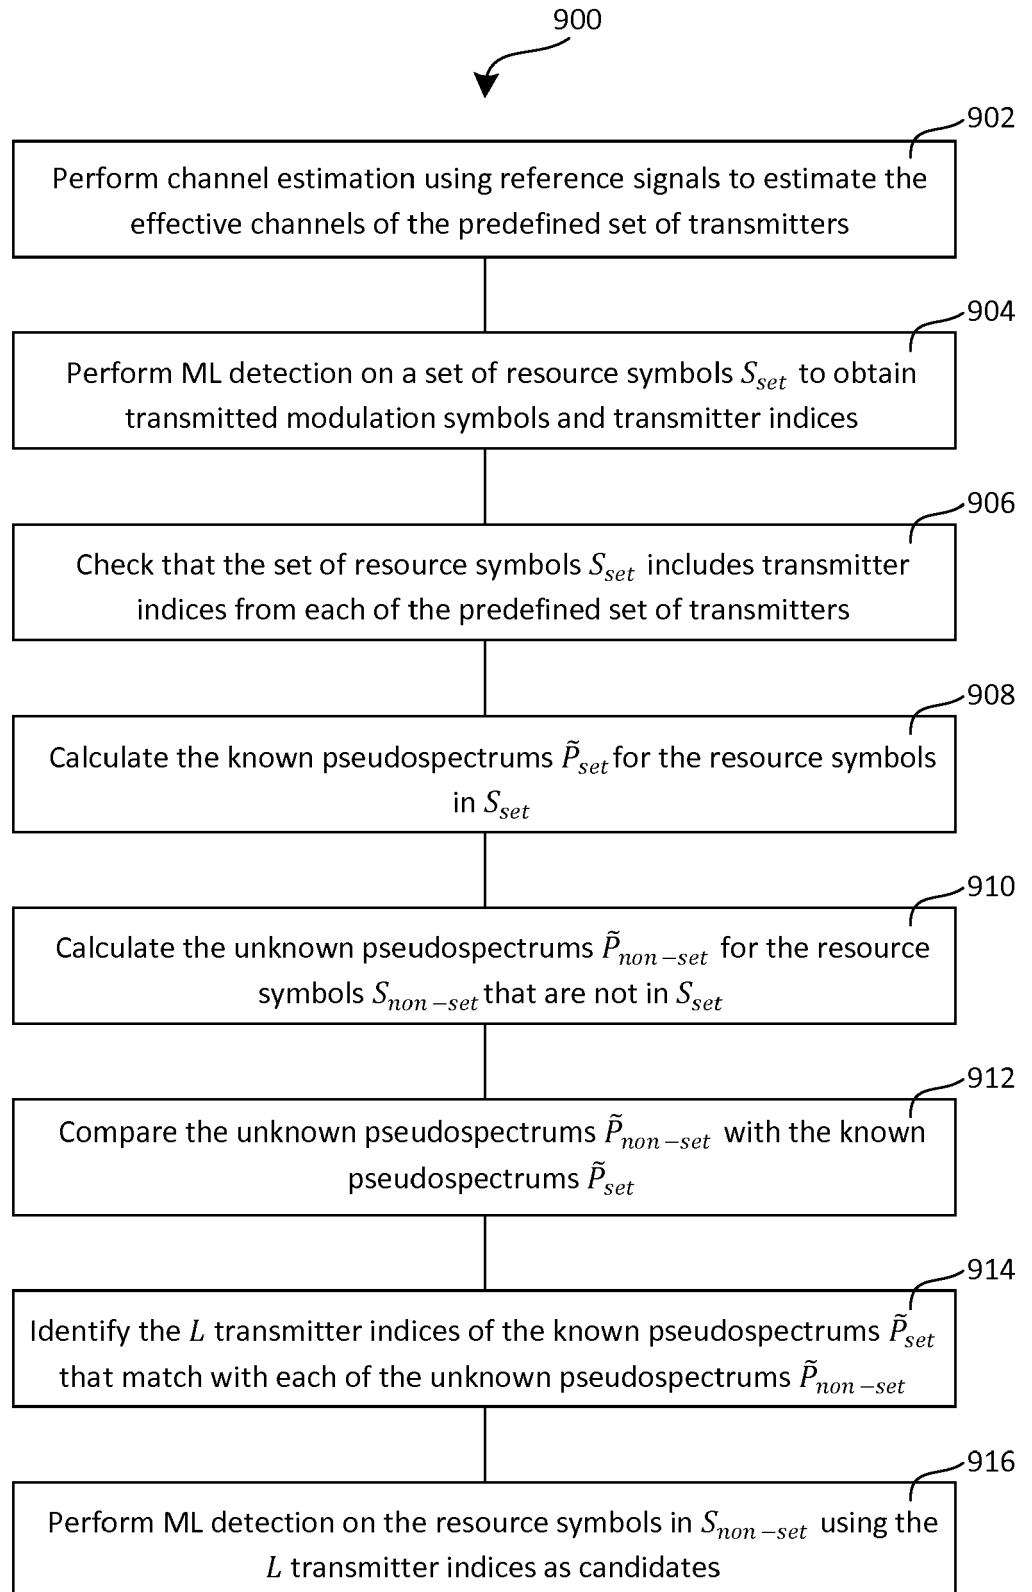 900
902
Perform channel estimation using reference signals to estimate the
effective channels of the predefined set of transmitters
904
Perform ML detection on a set of resource symbols S_set to obtain
transmitted modulation symbols and transmitter indices
906
Check that the set of resource symbols S_set includes transmitter
indices from each of the predefined set of transmitters
908
Calculate the known pseudospectrums P̃_set for the resource symbols
in S_set
910
Calculate the unknown pseudospectrums P̃_non−set for the resource
symbols S_non−set that are not in S_set
912
Compare the unknown pseudospectrums P̃_non−set with the known
pseudospectrums P̃_set
914
Identify the L transmitter indices of the known pseudospectrums P̃_set
that match with each of the unknown pseudospectrums P̃_non−set
916
Perform ML detection on the resource symbols in S_non−set using the
L transmitter indices as candidates